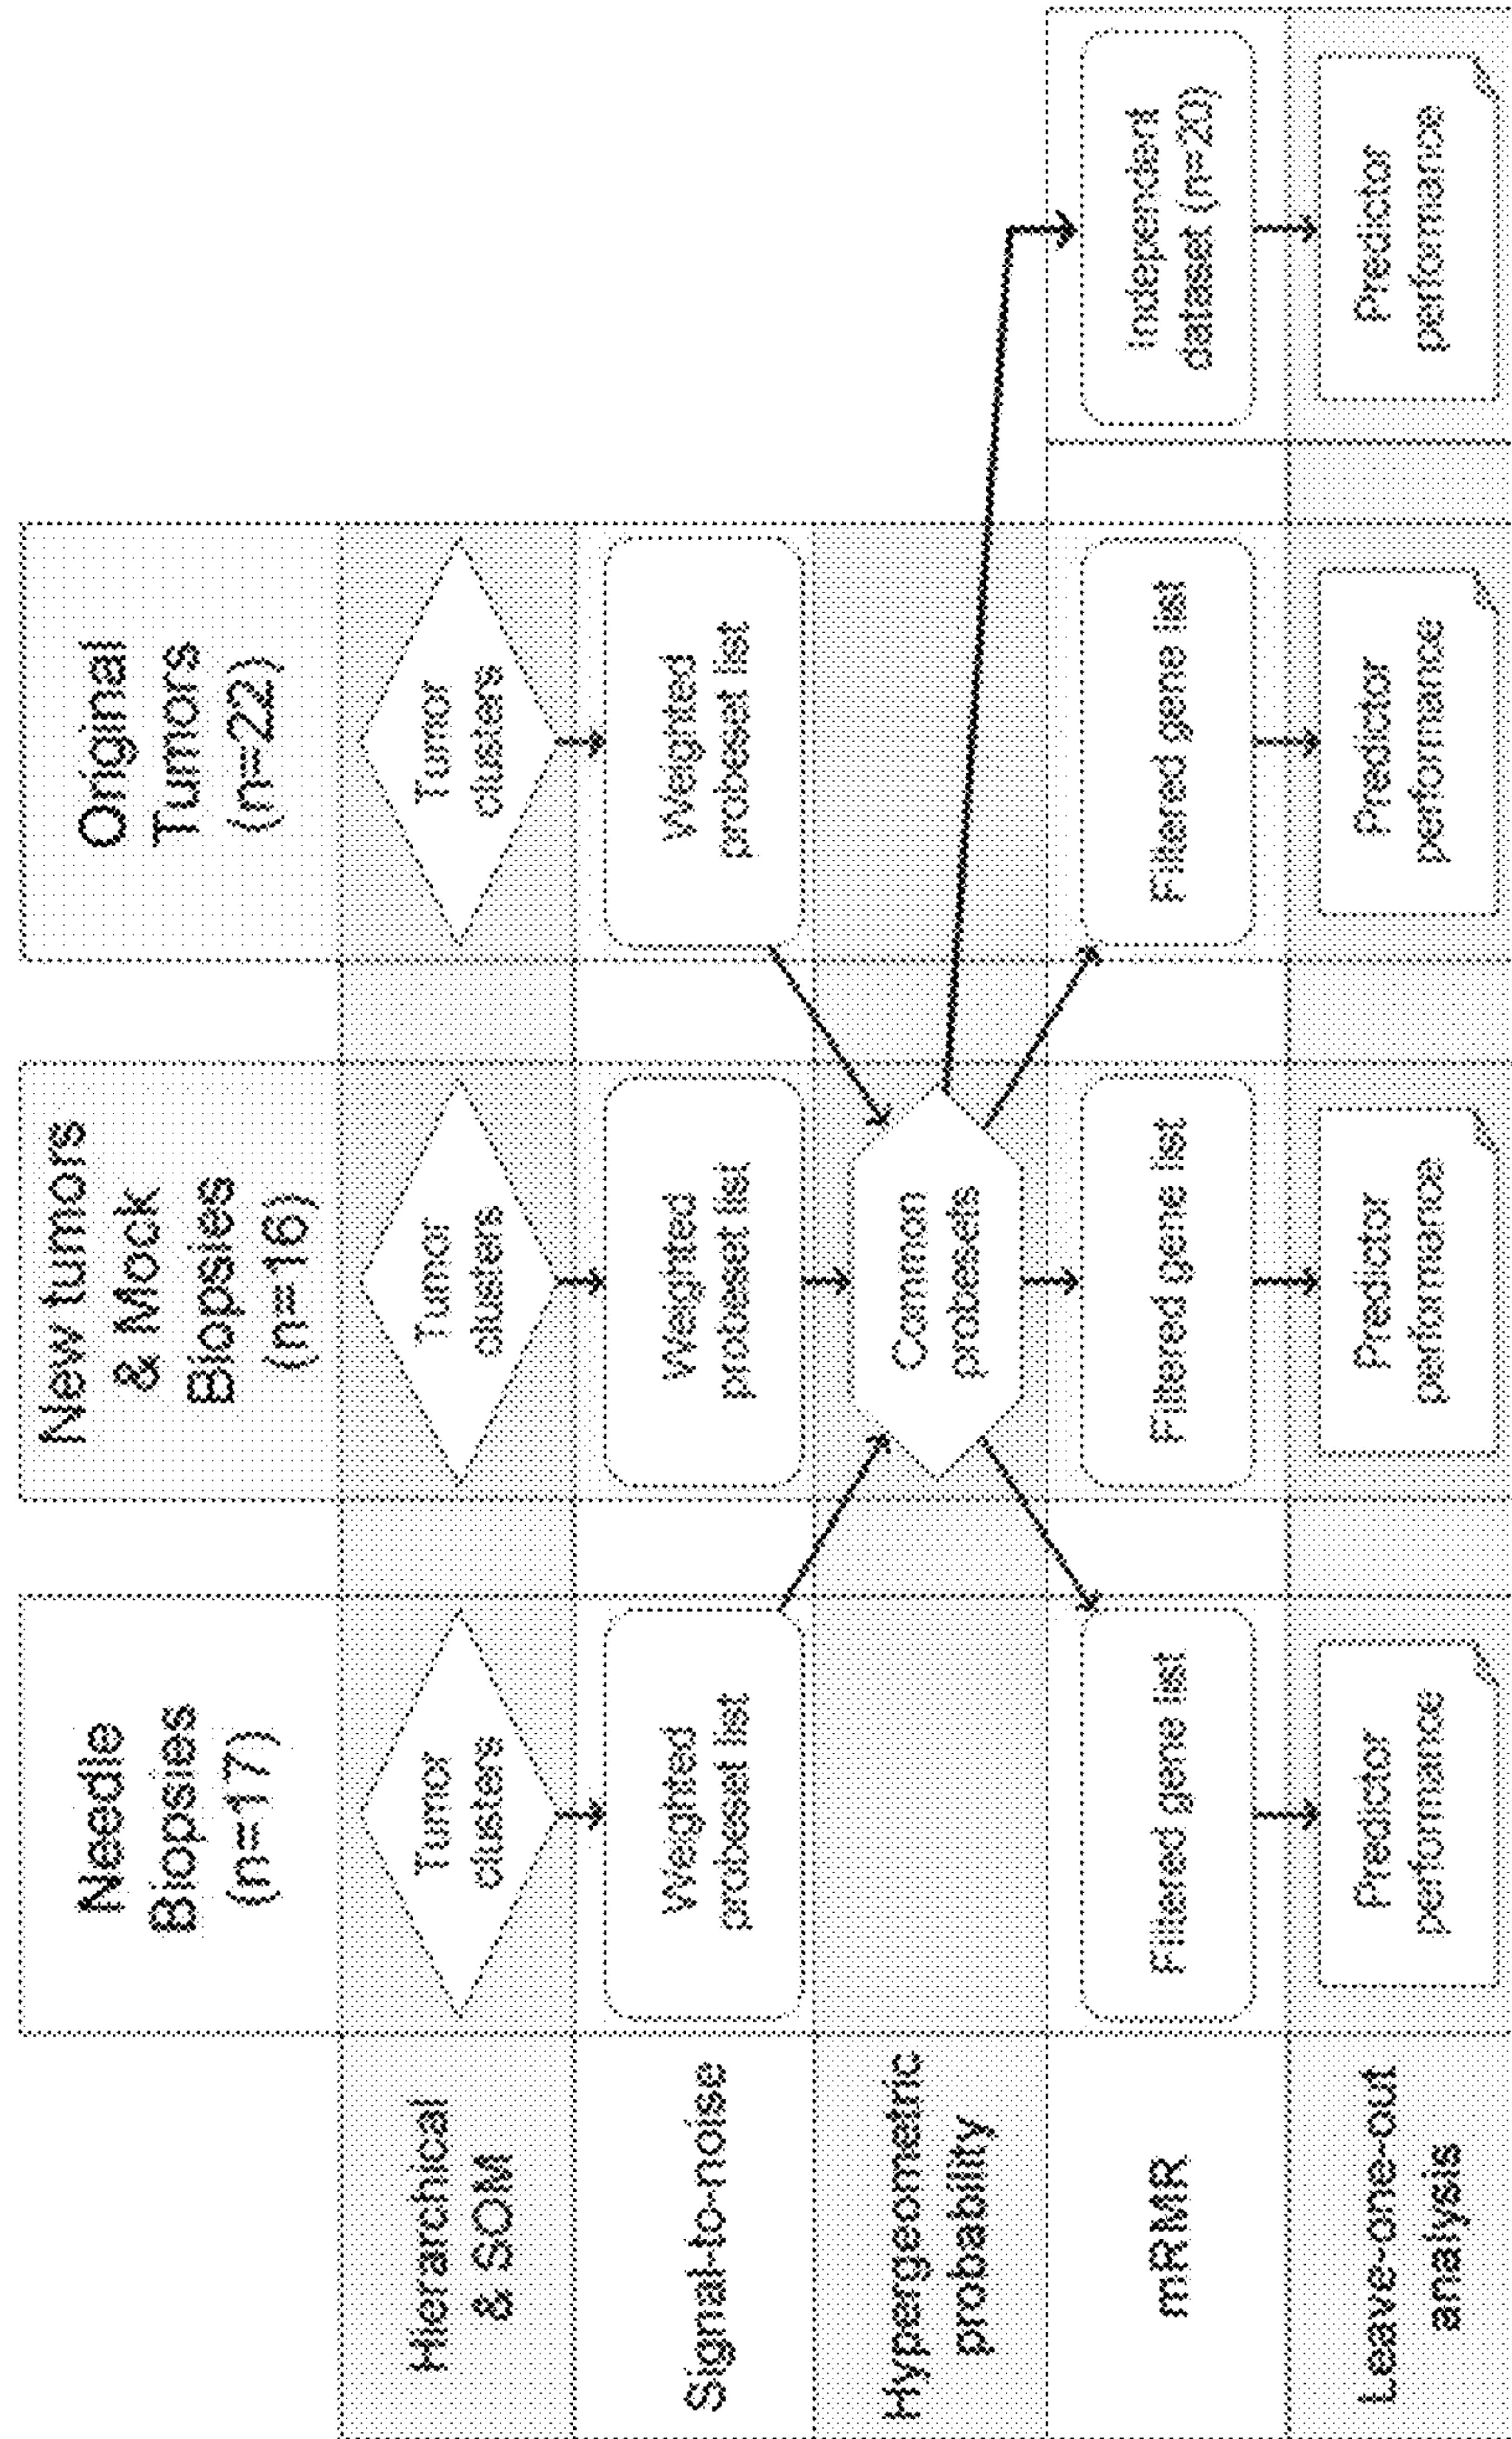 Needle
Biopsies
(n=17)
New tumors
& Mock
Biopsies
(n=16)
Original
Tumors
(n=22)
Hierarchical
& SOM
Tumor
clusters
Tumor
clusters
Tumor
clusters
Signal-to-noise
Weighted
probeset list
Weighted
probeset list
Weighted
probeset list
Hypergeometric
probability
Common
probesets
mRMR
Filtered gene list
Filtered gene list
Filtered gene list
Independent
dataset (n=20)
Leave-one-out
analysis
Predictor
performance
Predictor
performance
Predictor
performance
Predictor
performance